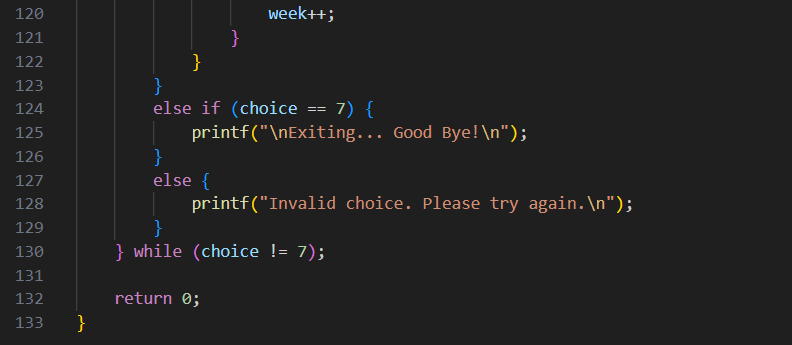 120                        week++;
121                    }
122                }
123            }
124            else if (choice == 7) {
125                printf("\nExiting... Good Bye!\n");
126            }
127            else {
128                printf("Invalid choice. Please try again.\n");
129            }
130        } while (choice != 7);
131
132        return 0;
133    }